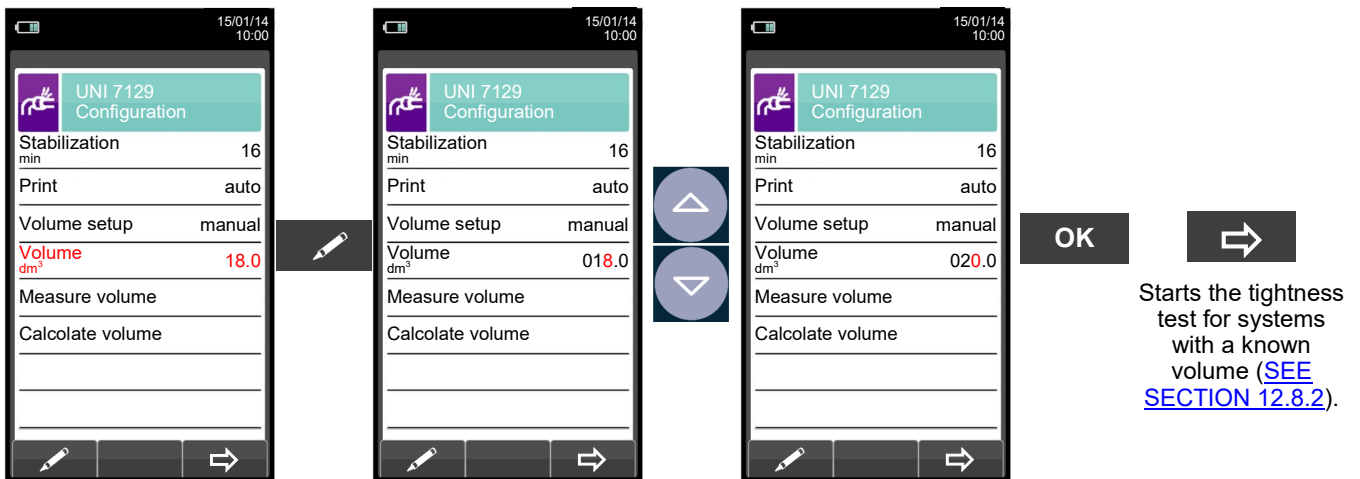 15/01/14
10:00
UNI 7129
Configuration
Stabilization
min
16
Print auto
Volume setup manual
Volume
dm³
18.0
Measure volume
Calcolate volume
15/01/14
10:00
UNI 7129
Configuration
Stabilization
min
16
Print auto
Volume setup manual
Volume
dm³
018.0
Measure volume
Calcolate volume
15/01/14
10:00
UNI 7129
Configuration
Stabilization
min
16
Print auto
Volume setup manual
Volume
dm³
020.0
Measure volume
Calcolate volume
OK
Starts the tightness
test for systems
with a known
volume (SEE
SECTION 12.8.2).